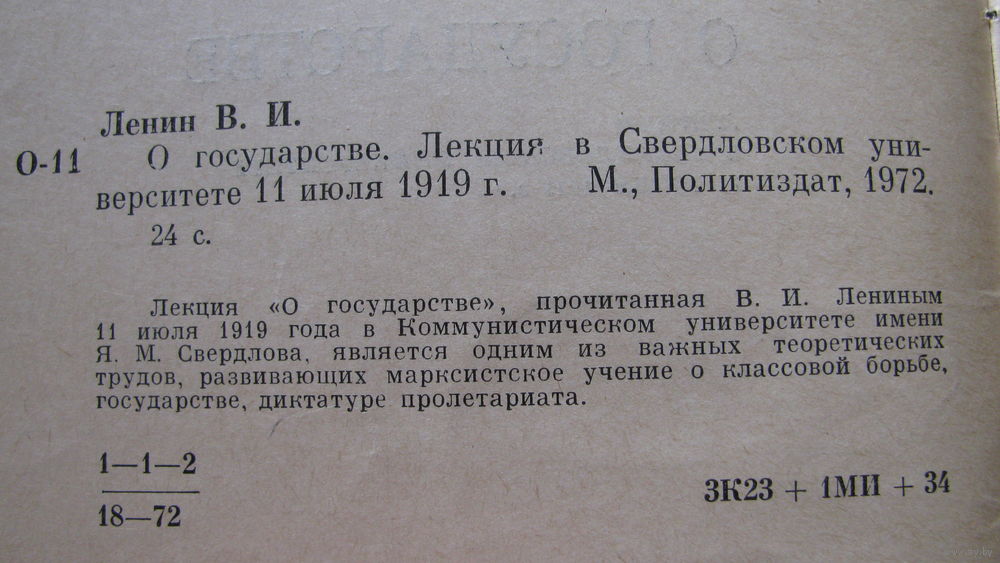 Ленин В. И.
О-11 О государстве. Лекция в Свердловском уни-
верситете 11 июля 1919 г. М., Политиздат, 1972.
24 с.
Лекция «О государстве», прочитанная В. И. Лениным
11 июля 1919 года в Коммунистическом университете имени
Я. М. Свердлова, является одним из важных теоретических
трудов, развивающих марксистское учение о классовой борьбе,
государстве, диктатуре пролетариата.
1—1—2
18—72
3К23 + 1МИ + 34